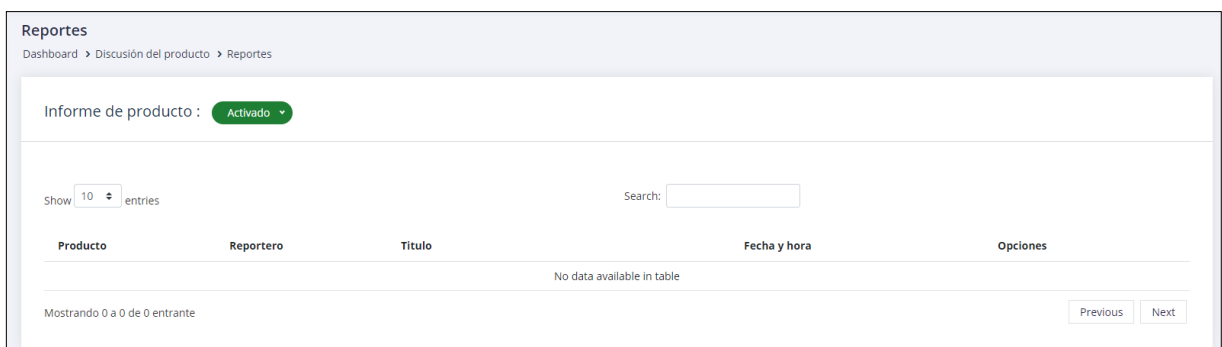 Reportes
Dashboard > Discusión del producto > Reportes
Informe de producto : Activado
Show 10 entries Search:
Producto Reportero Titulo Fecha y hora Opciones
No data available in table
Mostrando 0 a 0 de 0 entrante Previous Next